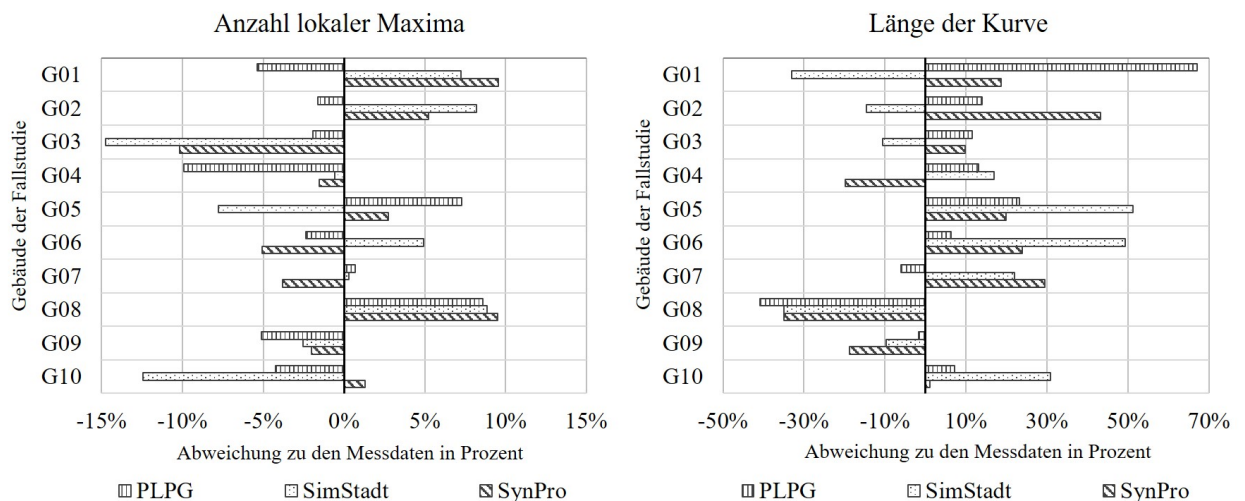 Anzahl lokaler Maxima
Gebäude der Fallstudie
G01
G02
G03
G04
G05
G06
G07
G08
G09
G10
-15% -10% -5% 0% 5% 10% 15%
Abweichung zu den Messdaten in Prozent
PLPG SimStadt SynPro
Länge der Kurve
Gebäude der Fallstudie
G01
G02
G03
G04
G05
G06
G07
G08
G09
G10
-50% -30% -10% 10% 30% 50% 70%
Abweichung zu den Messdaten in Prozent
PLPG SimStadt SynPro